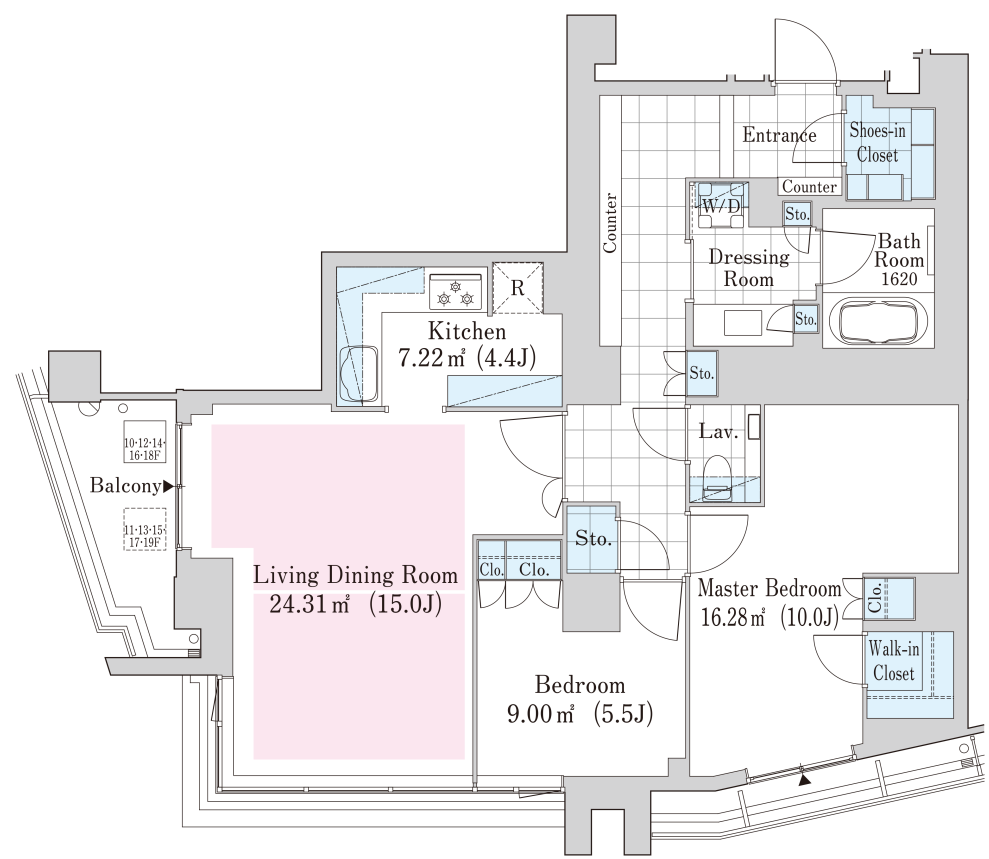 Entrance
Shoes-in
Closet
Counter
W/D
Sto.
Counter
Dressing
Room
Bath
Room
1620
R
Sto.
Kitchen
7.22㎡ (4.4J)
Sto.
Lav.
10·12·14·
16·18F
Balcony
11·13·15·
17·19F
Sto.
Clo.
Clo.
Living Dining Room
24.31㎡ (15.0J)
Master Bedroom
16.28㎡ (10.0J)
Clo.
Walk-in
Closet
Bedroom
9.00㎡ (5.5J)